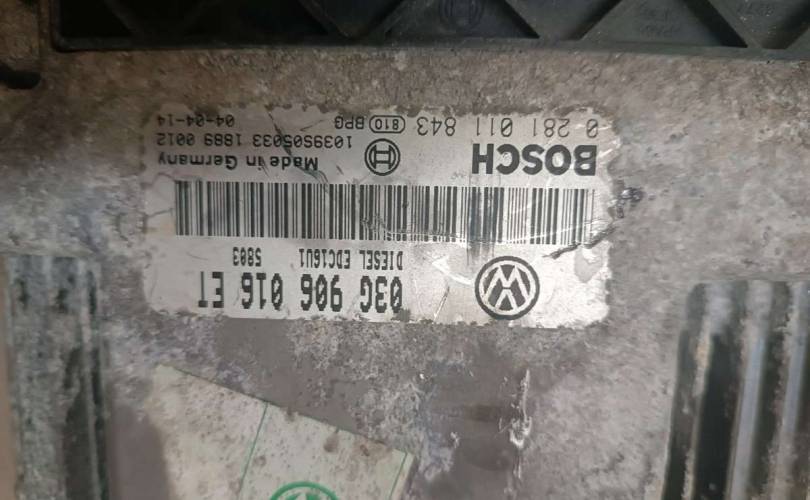 03G 906 016 ET
DIESEL EDC16U1 5803
BOSCH
Made in Germany
1039S05033 1889 0012
0 281 011 843 810 BPG 04-04-14